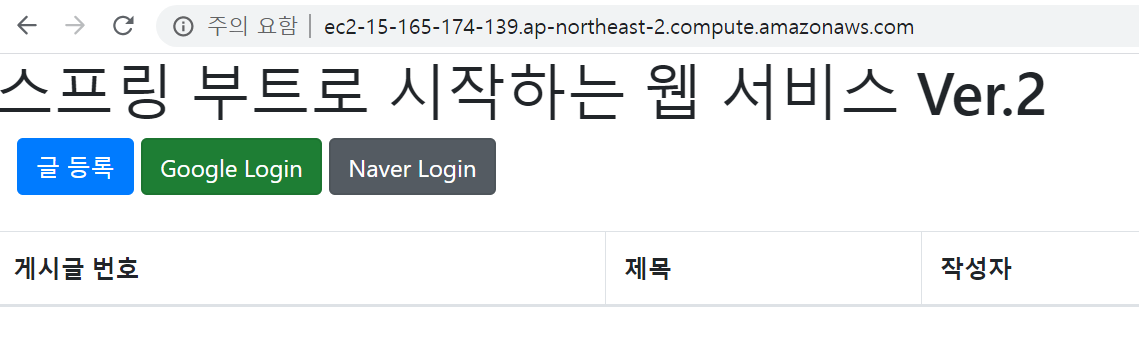 주의 요함 | ec2-15-165-174-139.ap-northeast-2.compute.amazonaws.com
스프링 부트로 시작하는 웹 서비스 Ver.2
글 등록 Google Login Naver Login
게시글 번호 제목 작성자